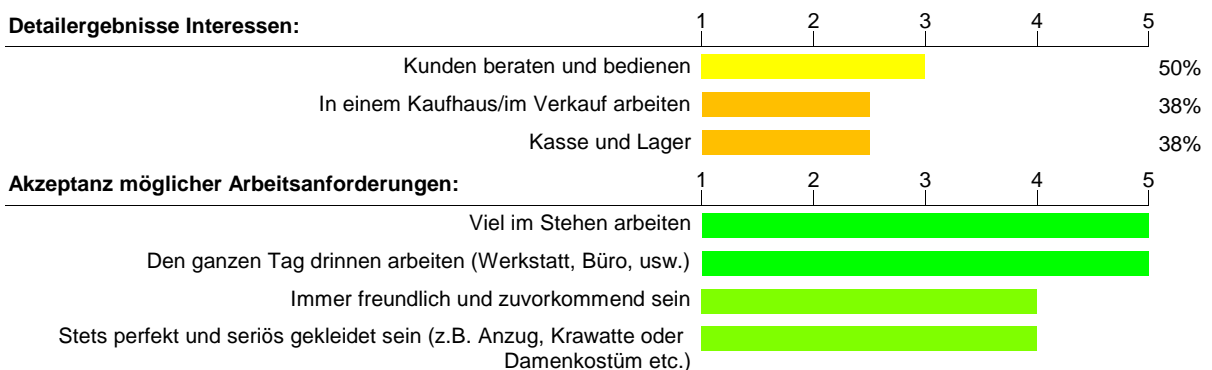 Detailergebnisse Interessen: 1 2 3 4 5
Kunden beraten und bedienen 50%
In einem Kaufhaus/im Verkauf arbeiten 38%
Kasse und Lager 38%
Akzeptanz möglicher Arbeitsanforderungen: 1 2 3 4 5
Viel im Stehen arbeiten
Den ganzen Tag drinnen arbeiten (Werkstatt, Büro, usw.)
Immer freundlich und zuvorkommend sein
Stets perfekt und seriös gekleidet sein (z.B. Anzug, Krawatte oder
Damenkostüm etc.)